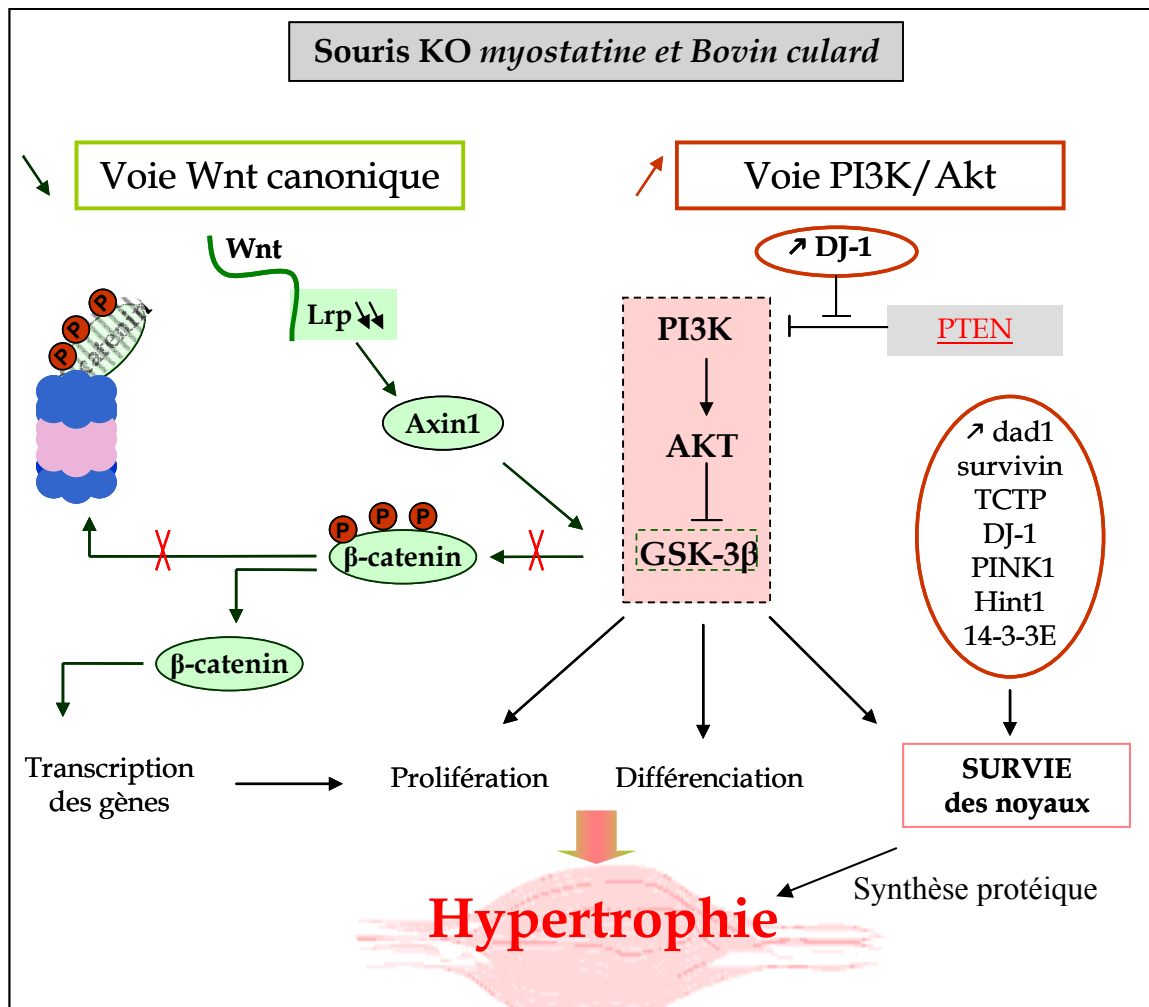 Souris KO myostatine et Bovin culard
Voie Wnt canonique
Voie PI3K/Akt
Wnt
Lrp
↗ DJ-1
PTEN
PI3K
AKT
GSK-3β
P
P
P
catenin
Axin1
P
P
P
β-catenin
β-catenin
↗ dad1
survivin
TCTP
DJ-1
PINK1
Hint1
14-3-3E
Transcription
des gènes
Prolifération
Différenciation
SURVIE
des noyaux
Synthèse protéique
Hypertrophie